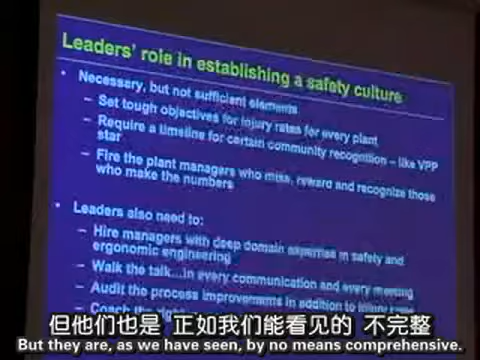 Leaders' role in establishing a safety culture
• Necessary, but not sufficient elements
– Set tough objectives for injury rates for every plant
– Require a timeline for certain community recognition – like VPP
star
– Fire the plant managers who miss, reward and recognize those
who make the numbers
• Leaders also need to:
– Hire managers with deep domain expertise in safety and
ergonomic engineering
– Walk the talk...in every communication and every meeting
– Audit the process improvements in addition to injury
– Coach the
但他们也是 正如我们能看见的 不完整
But they are, as we have seen, by no means comprehensive.